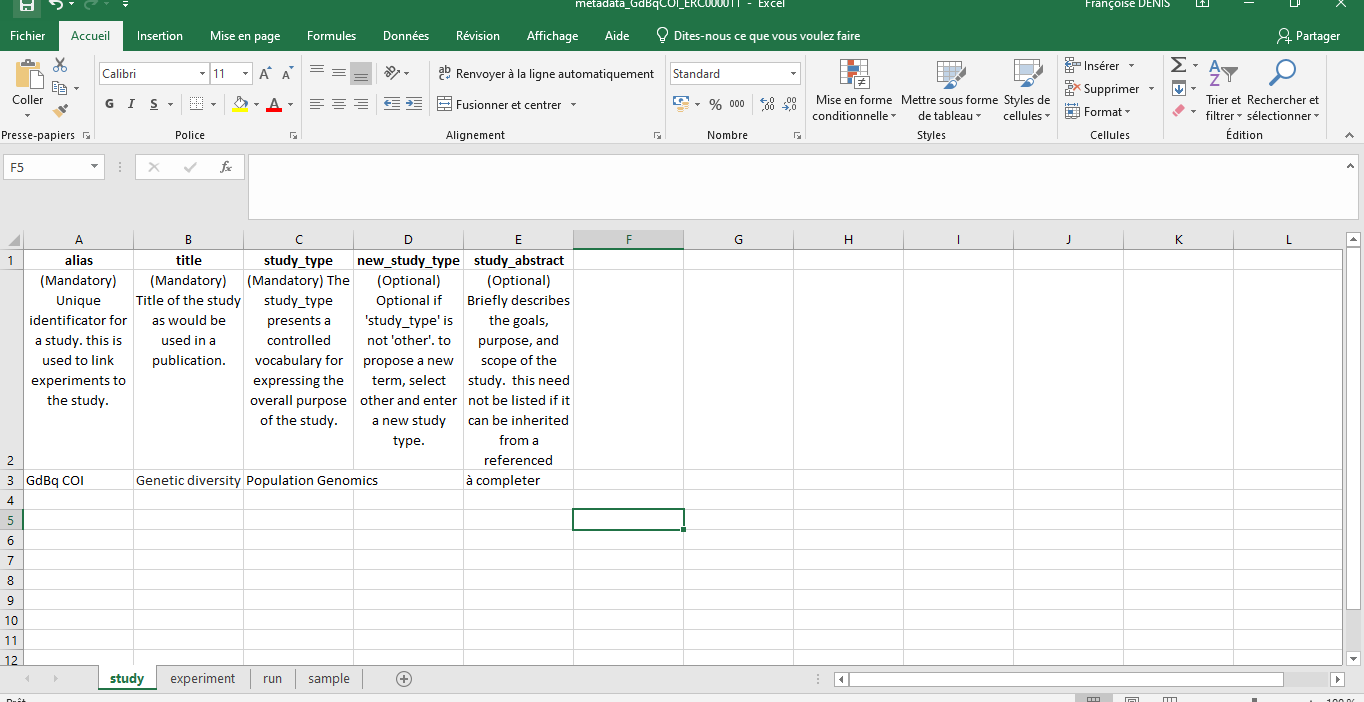 metadata_GdBqCOI_ERC000011 - Excel
Françoise DENIS
Fichier Accueil Insertion Mise en page Formules Données Révision Affichage Aide Dites-nous ce que vous voulez faire Partager
Coller
Presse-papiers
Calibri 11
G I S
Police
Renvoyer à la ligne automatiquement
Fusionner et centrer
Alignement
Standard
% 000
Nombre
Mise en forme conditionnelle
Mettre sous forme de tableau
Styles de cellules
Styles
Insérer
Supprimer
Format
Cellules
Trier et filtrer
Rechercher et sélectionner
Édition
F5 fx
A B C D E F G H I J K L
1 alias title study_type new_study_type study_abstract
(Mandatory) (Mandatory) (Mandatory) The (Optional) (Optional)
Unique Title of the study study_type Optional if Briefly describes
identificator for as would be presents a 'study_type' is the goals,
a study. this is used in a controlled not 'other'. to purpose, and
used to link publication. vocabulary for propose a new scope of the
experiments to expressing the term, select study. this need
the study. overall purpose other and enter not be listed if it
of the study. a new study can be inherited
type. from a
2 referenced
3 GdBq COI Genetic diversity Population Genomics à completer
4
5
6
7
8
9
10
11
12
study experiment run sample
Prêt
100 %